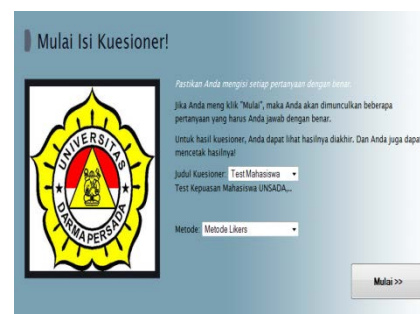 Mulai Isi Kuesioner!
Pastikan Anda mengisi setiap pertanyaan dengan benar.
Jika Anda meng klik "Mulai", maka Anda akan dimunculkan beberapa
pertanyaan yang harus Anda jawab dengan benar.
Untuk hasil kuesioner, Anda dapat lihat hasilnya diakhir. Dan Anda juga dapa
mencetak hasilnya!
Judul Kuesioner: Test Mahasiswa
Test Kepuasan Mahasiswa UNSADA,...
Metode: Metode Likers
Mulai >>
UNIVERSITAS
DARMA PERSADA